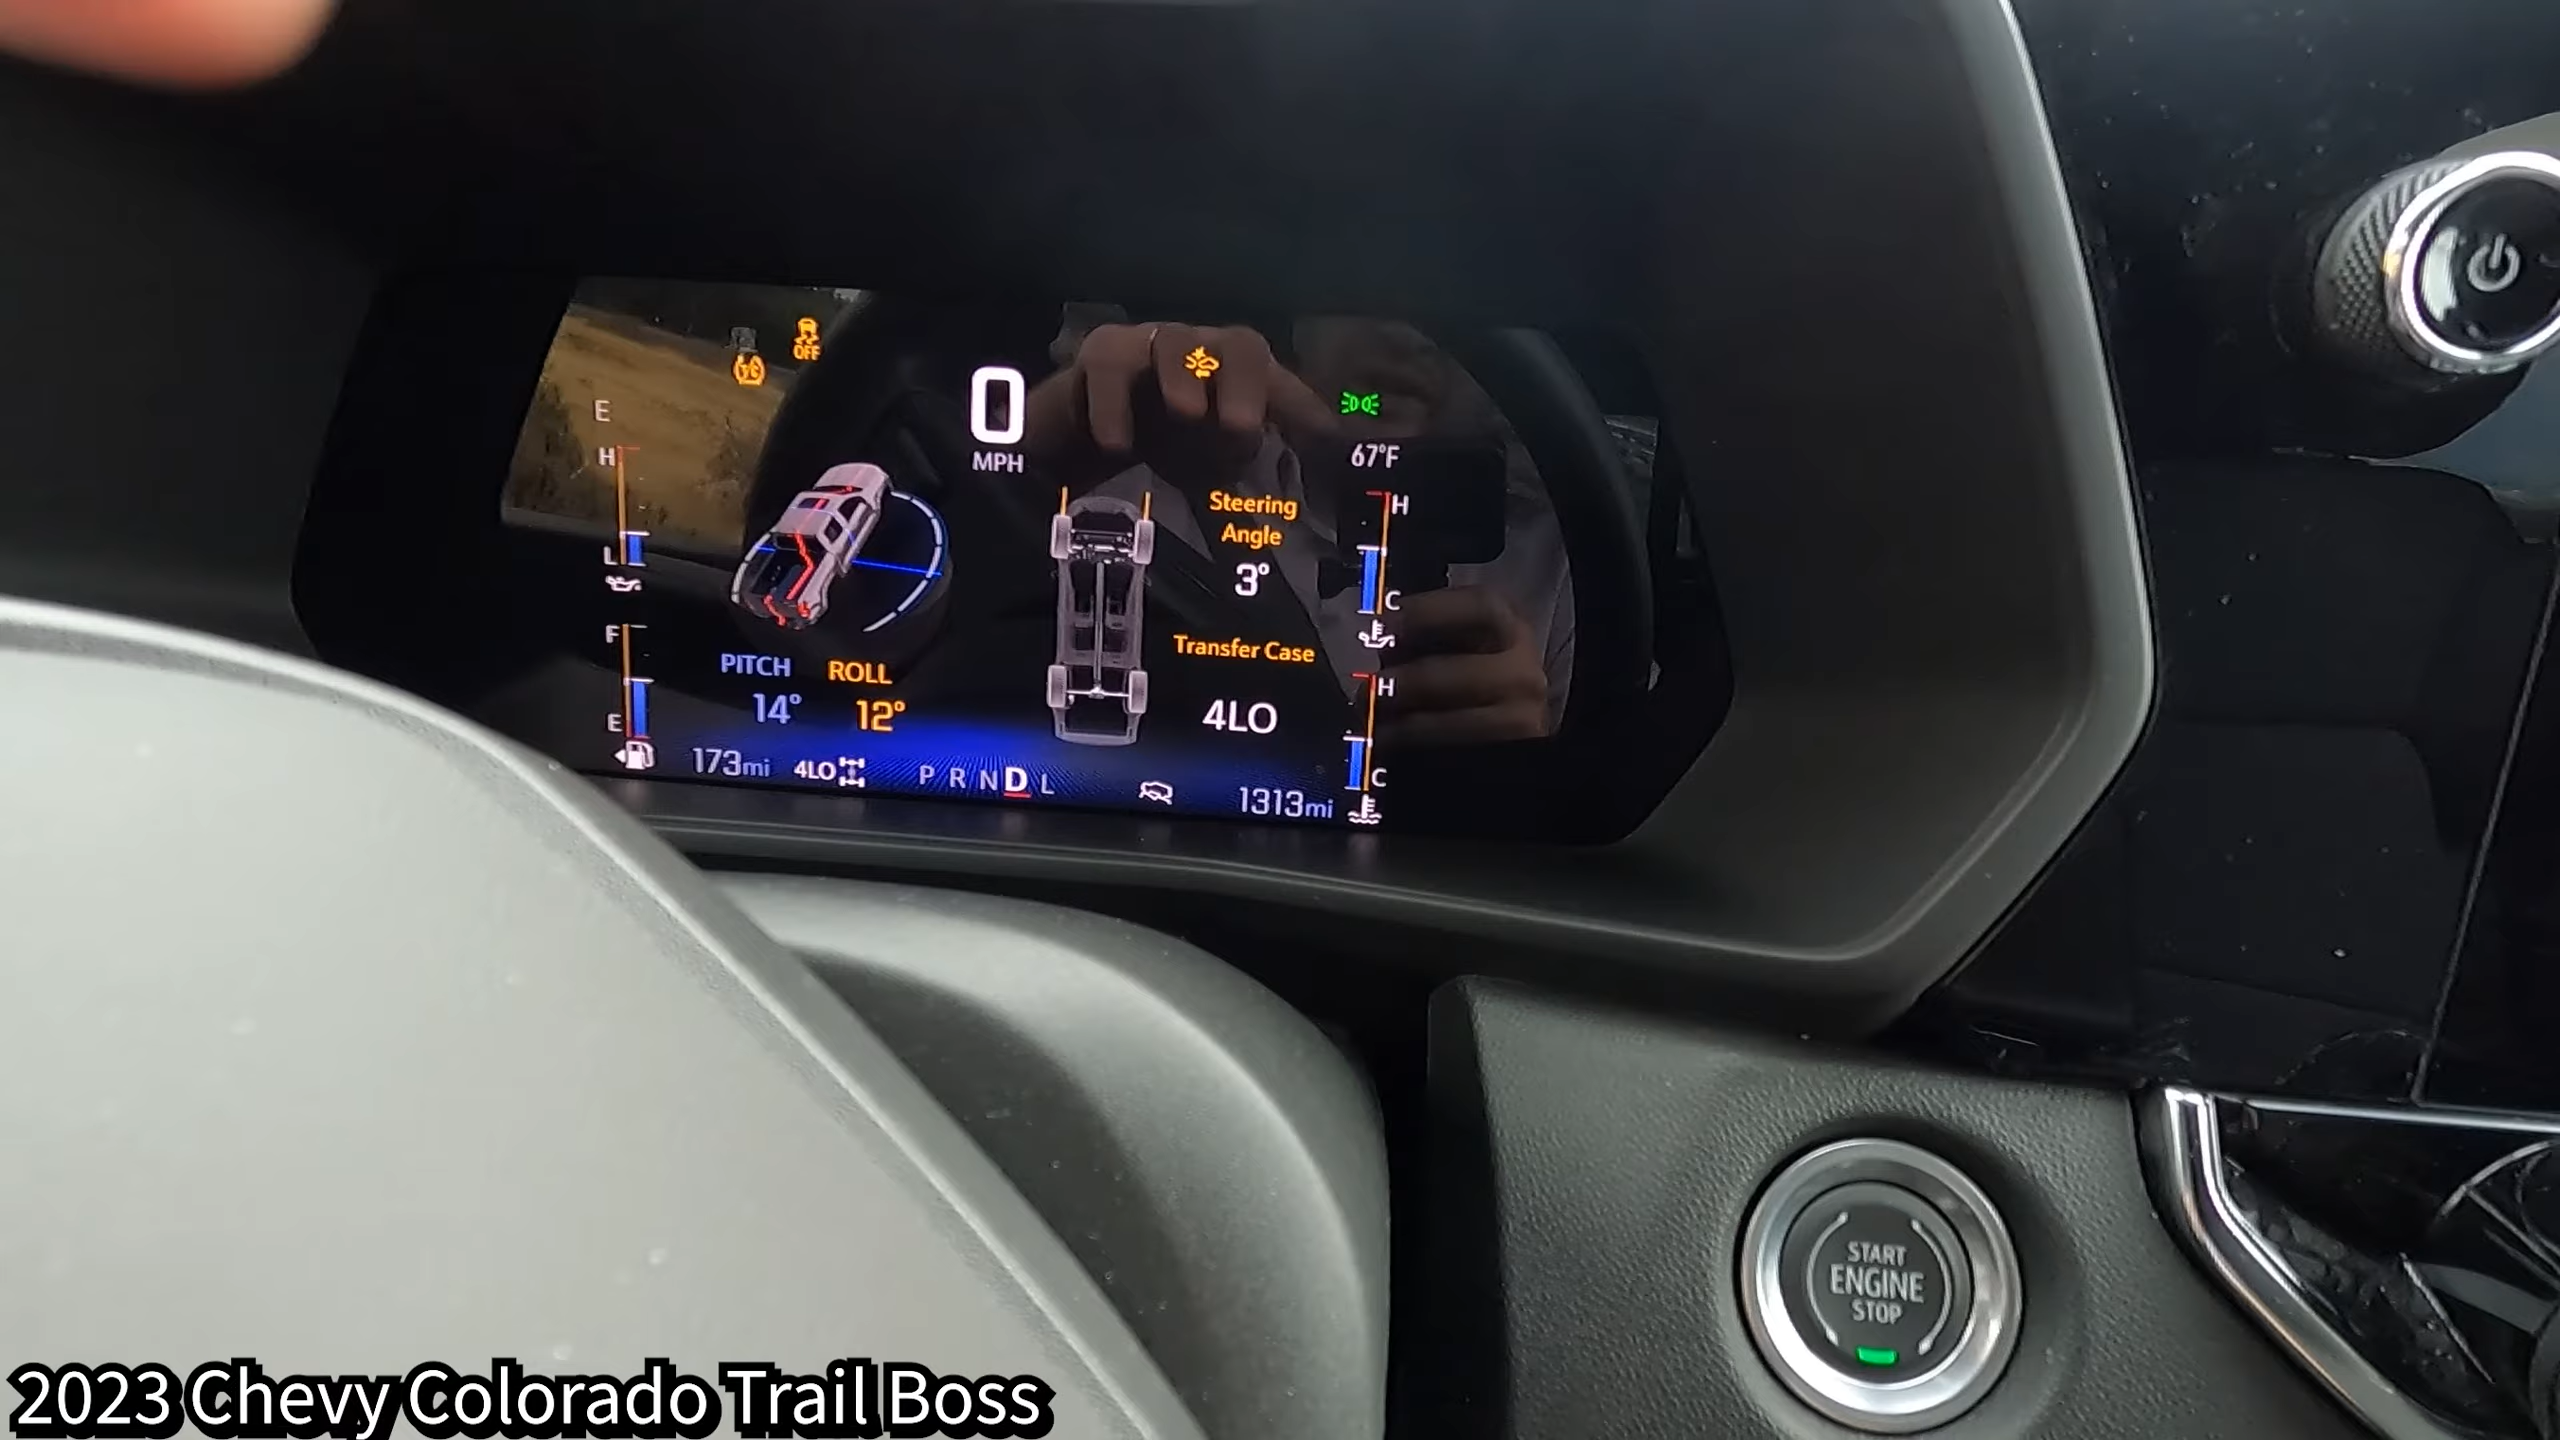 OFF
E
0
MPH
67°F
H
L
Steering
Angle
3°
H
C
F
E
PITCH
14°
ROLL
12°
Transfer Case
4LO
H
C
173mi
4LO
P R N D L
1313mi
START
ENGINE
STOP
2023 Chevy Colorado Trail Boss